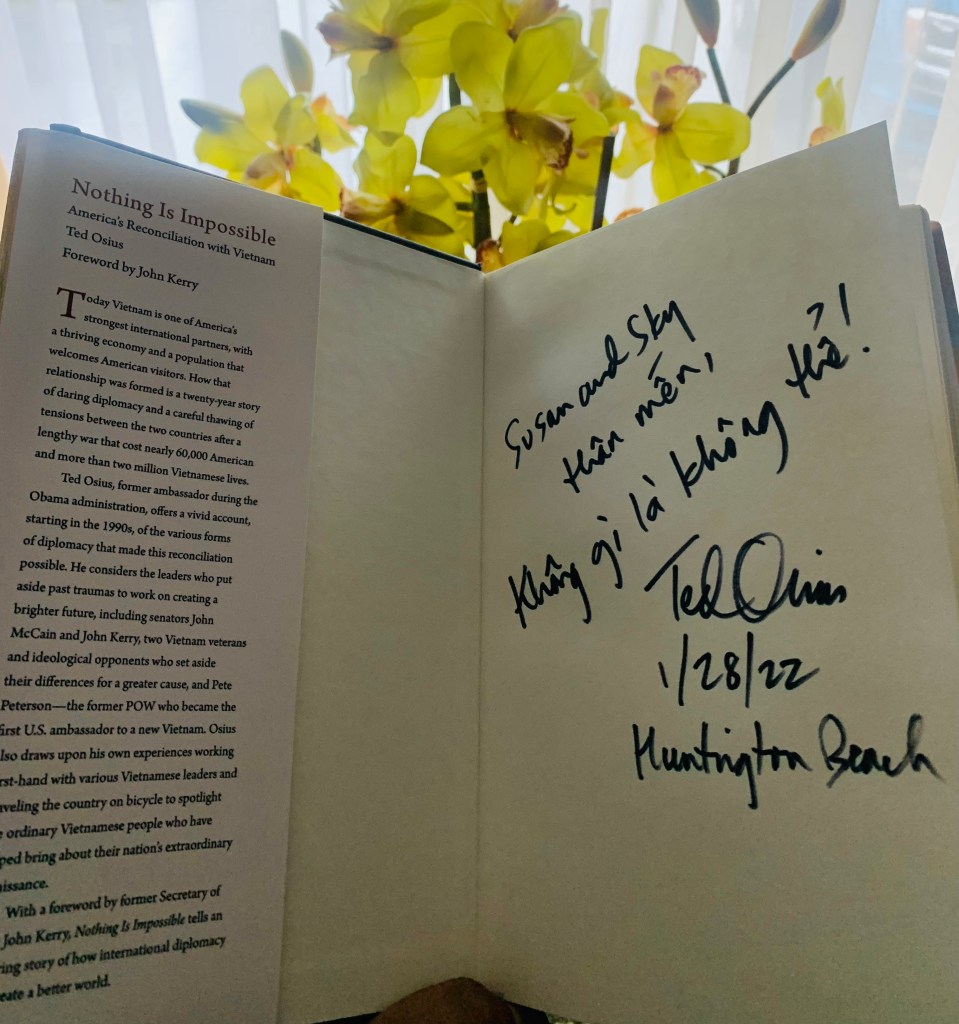 Nothing Is Impossible
America's Reconciliation with Vietnam
Ted Osius
Foreword by John Kerry
Today Vietnam is one of America's
strongest international partners, with
a thriving economy and a population that
welcomes American visitors. How that
relationship was formed is a twenty-year story
of daring diplomacy and a careful thawing of
tensions between the two countries after a
lengthy war that cost nearly 60,000 American
and more than two million Vietnamese lives.
Ted Osius, former ambassador during the
Obama administration, offers a vivid account,
starting in the 1990s, of the various forms
of diplomacy that made this reconciliation
possible. He considers the leaders who put
aside past traumas to work on creating a
brighter future, including senators John
McCain and John Kerry, two Vietnam veterans
and ideological opponents who set aside
their differences for a greater cause, and Pete
Peterson—the former POW who became the
first U.S. ambassador to a new Vietnam. Osius
also draws upon his own experiences working
first-hand with various Vietnamese leaders and
traveling the country on bicycle to spotlight
ordinary Vietnamese people who have
bring about their nation's extraordinary
With a foreword by former Secretary of
John Kerry, Nothing Is Impossible tells an
story of how international diplomacy
a better world.
Susan and Sky
thân mến,
Không gì là không thể!
Ted Osius
1/28/22
Huntington Beach